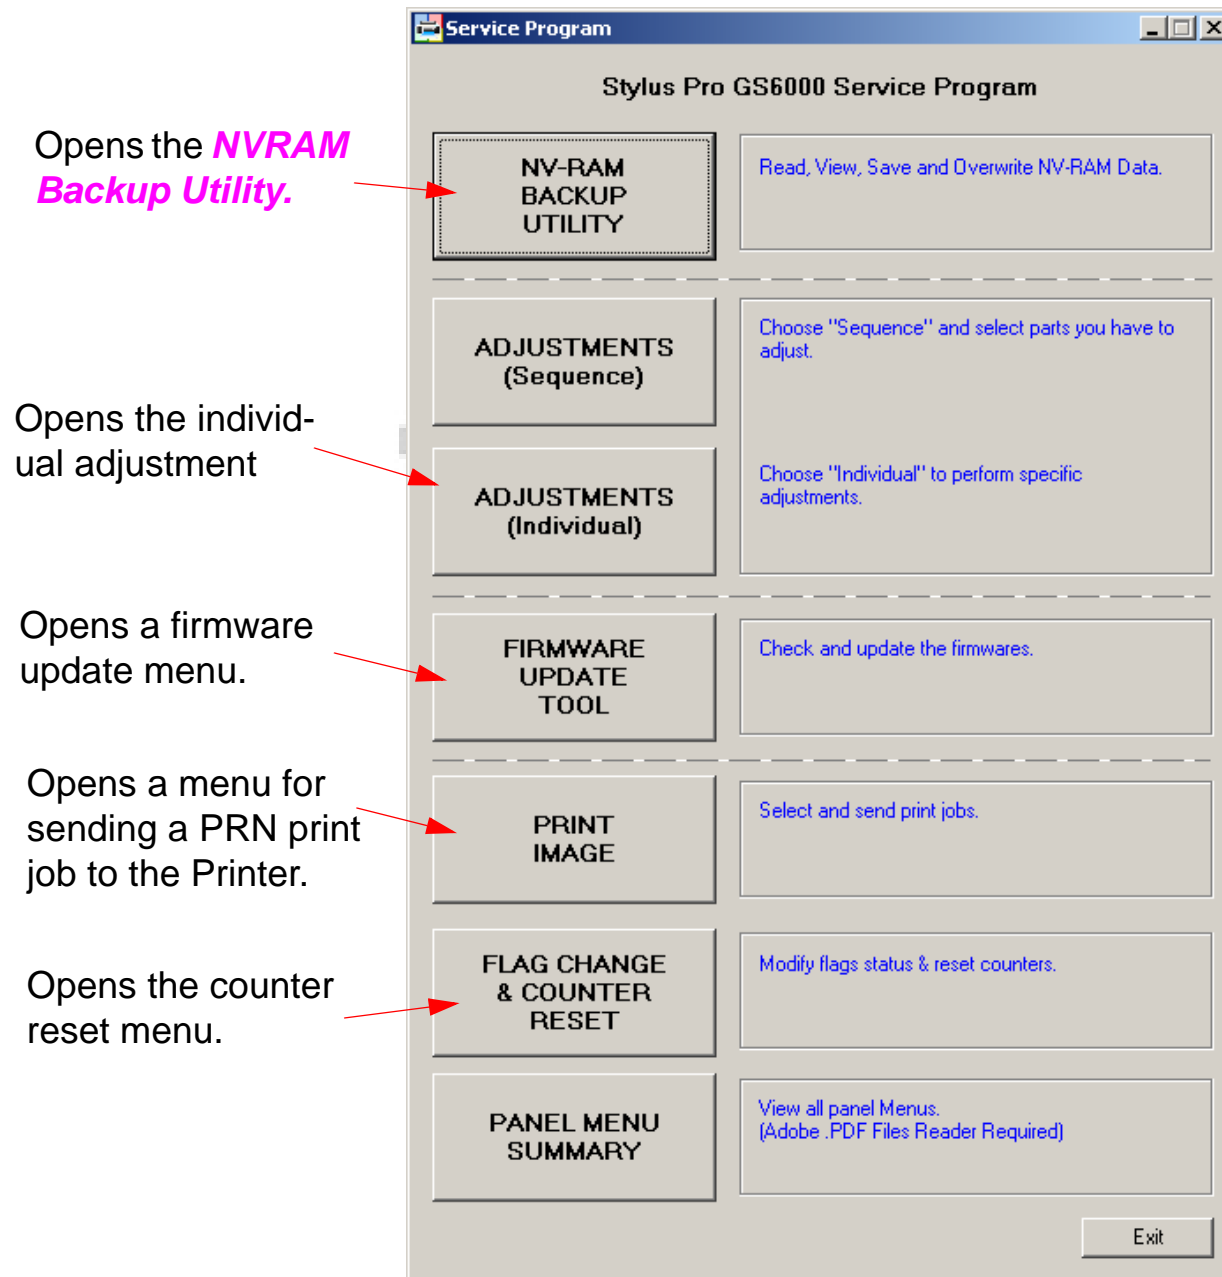 Service Program
Stylus Pro GS6000 Service Program
Opens the NVRAM
Backup Utility.
NV-RAM
BACKUP
UTILITY
Read, View, Save and Overwrite NV-RAM Data.
ADJUSTMENTS
(Sequence)
Choose "Sequence" and select parts you have to
adjust.
Opens the individ-
ual adjustment
ADJUSTMENTS
(Individual)
Choose "Individual" to perform specific
adjustments.
Opens a firmware
update menu.
FIRMWARE
UPDATE
TOOL
Check and update the firmwares.
Opens a menu for
sending a PRN print
job to the Printer.
PRINT
IMAGE
Select and send print jobs.
Opens the counter
reset menu.
FLAG CHANGE
& COUNTER
RESET
Modify flags status & reset counters.
PANEL MENU
SUMMARY
View all panel Menus.
(Adobe .PDF Files Reader Required)
Exit